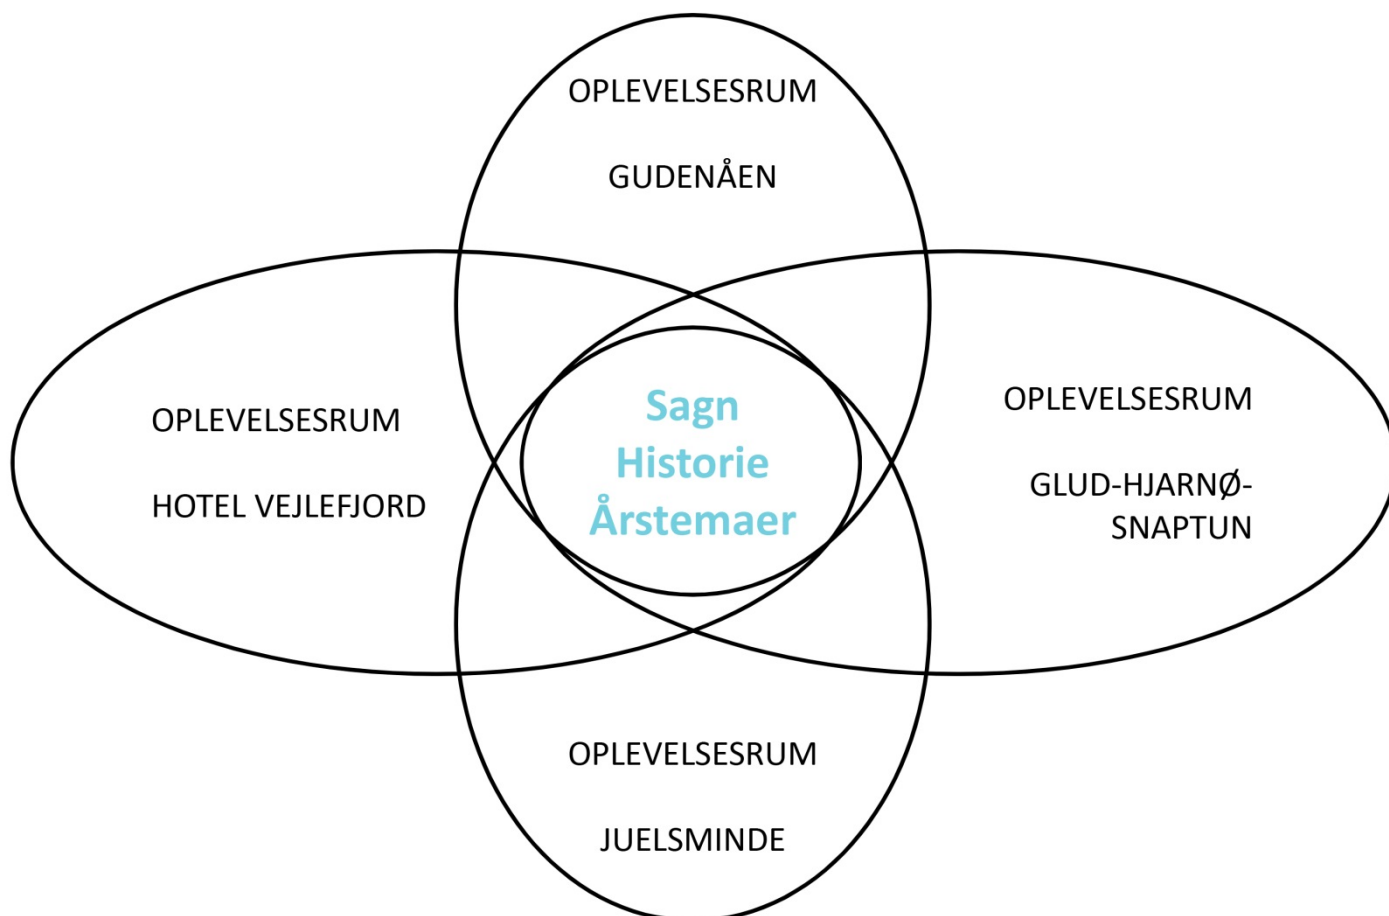 OPLEVELSESRUM
GUDENÅEN
OPLEVELSESRUM
HOTEL VEJLEFJORD
Sagn
Historie
Årstemaer
OPLEVELSESRUM
GLUD-HJARNØ-
SNAPTUN
OPLEVELSESRUM
JUELSMINDE